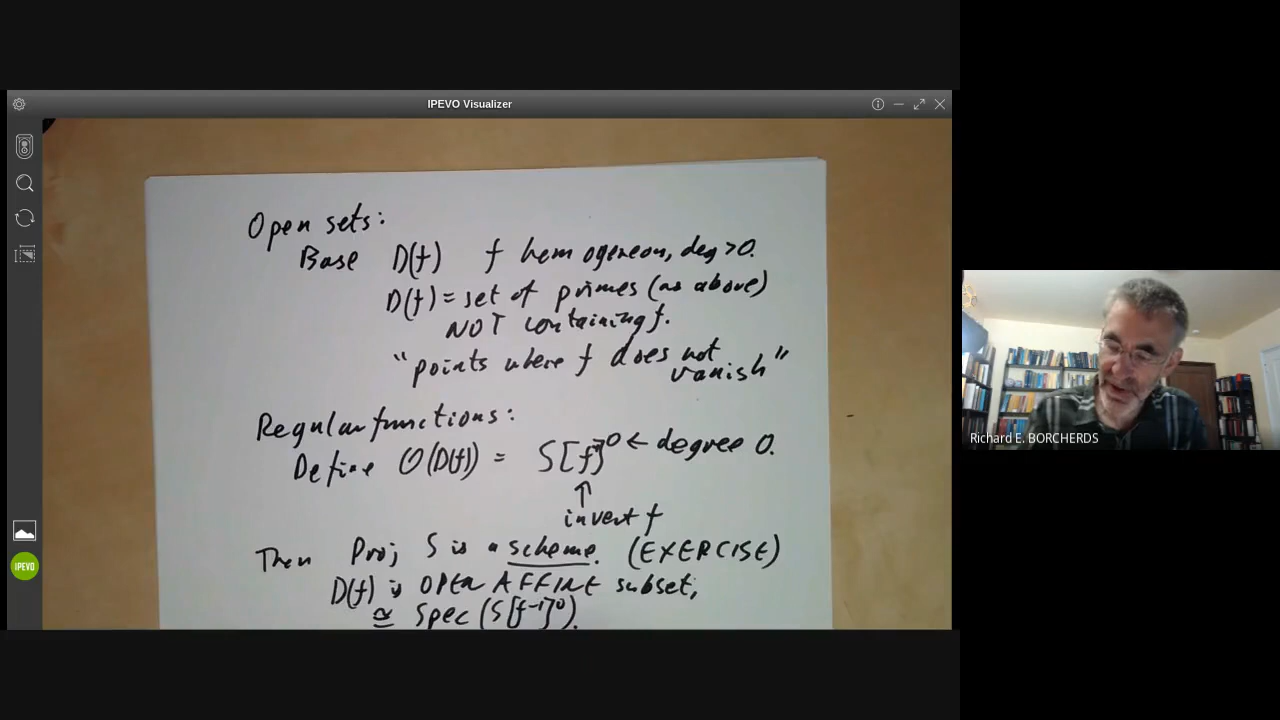 IPEVO Visualizer
Open sets:
Base D(f) f homogeneous, deg > 0.
D(f) = set of primes (as above)
NOT containing f.
"points where f does not
vanish"
Regular functions:
Define O(D(f)) = S[f⁻¹]⁰ ← degree 0.
↑
invert f
Then Proj S is a scheme. (EXERCISE)
D(f) is OPEN AFFINE subset,
≅ Spec (S[f⁻¹]⁰).
IPEVO
Richard E. BORCHERDS